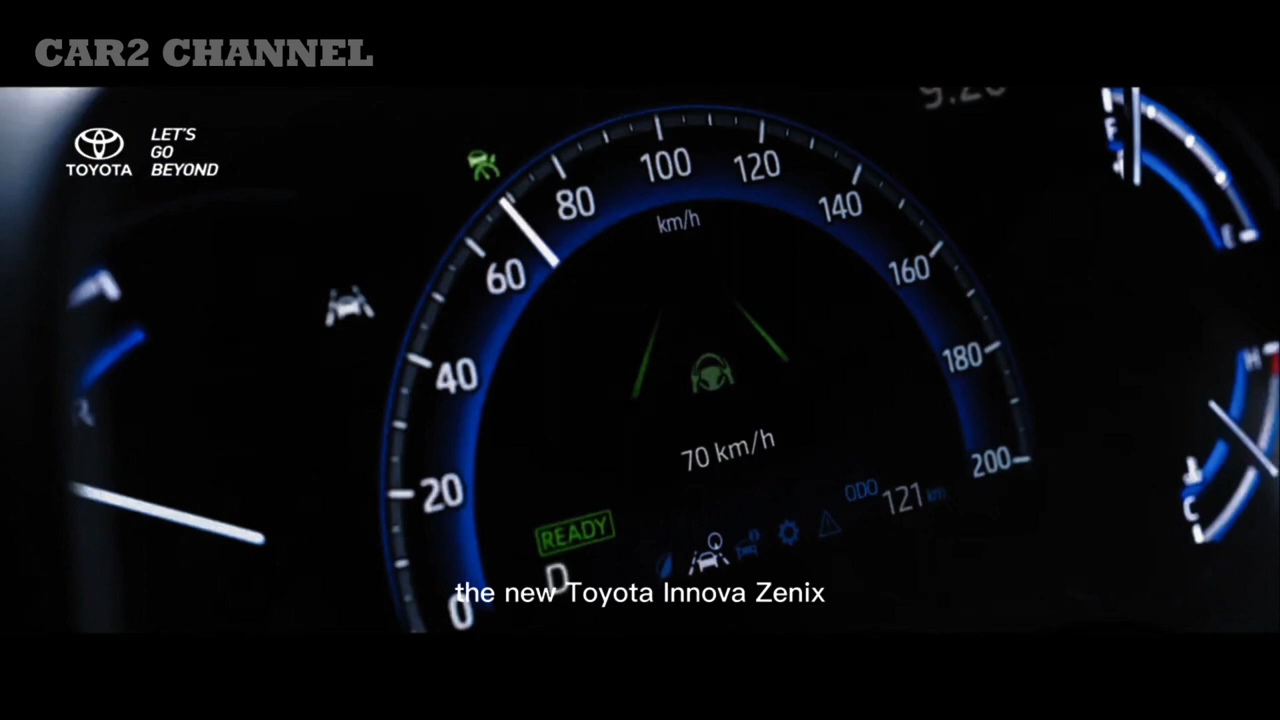 CAR2 CHANNEL
TOYOTA
LET'S
GO
BEYOND
100
120
80
140
km/h
60
160
40
180
70 km/h
200
20
ODO 121 km
READY
D
0
H
C
the new Toyota Innova Zenix